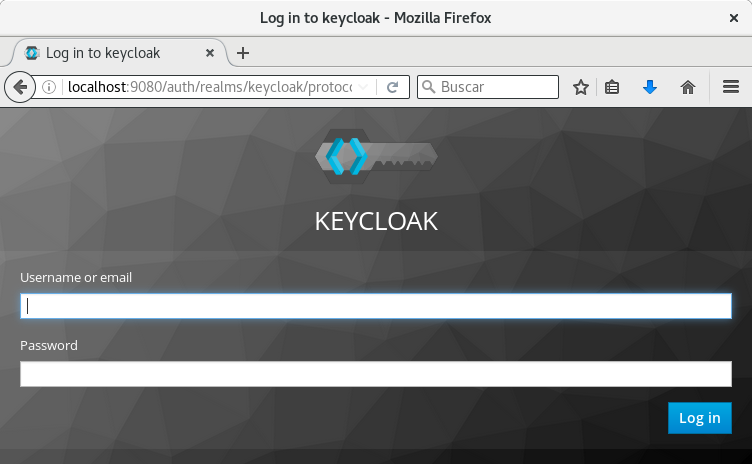 Log in to keycloak - Mozilla Firefox
Log in to keycloak
localhost:9080/auth/realms/keycloak/protoc
Buscar
KEYCLOAK
Username or email
Password
Log in